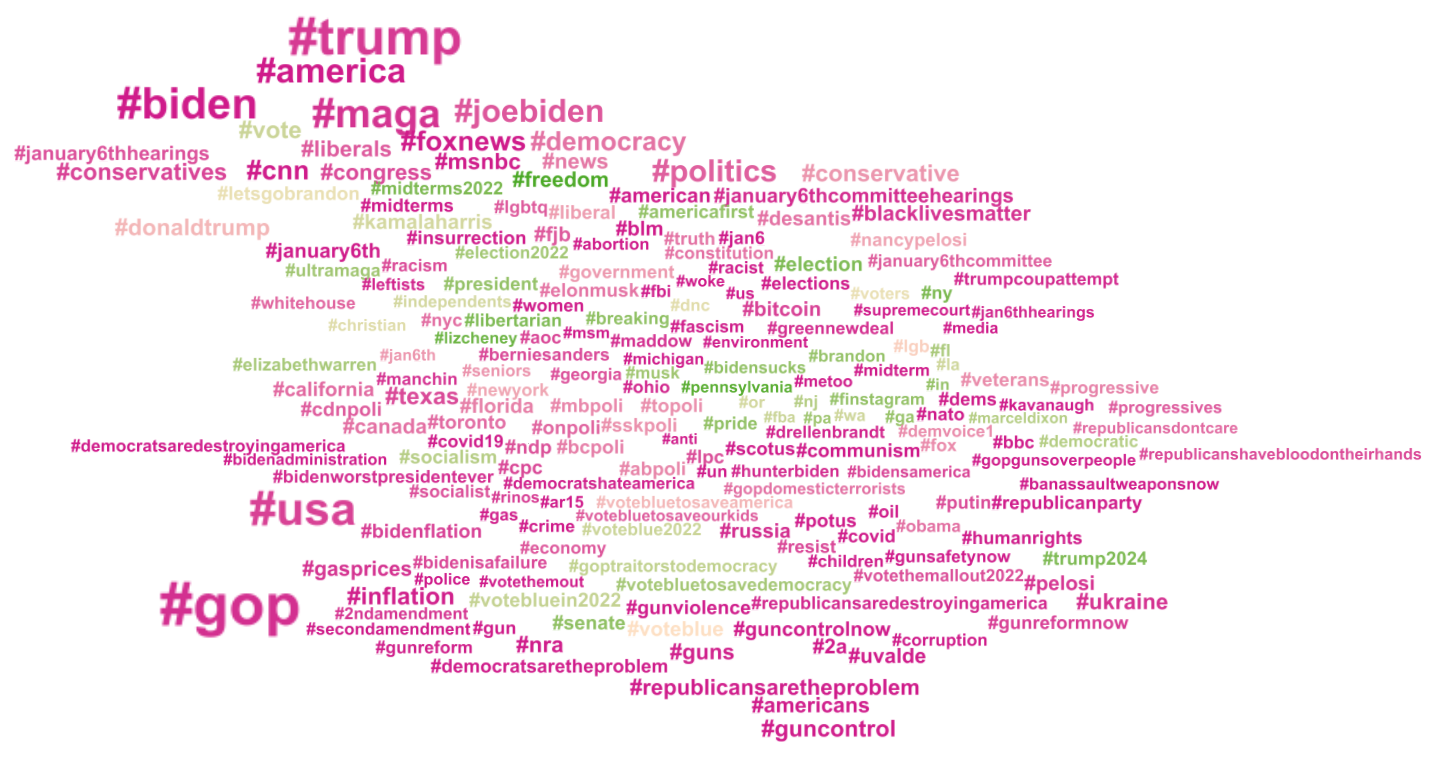 #trump
#america
#biden
#maga #joebiden
#vote #foxnews #democracy
#january6thhearings #liberals #msnbc #news
#conservatives #cnn #congress #freedom #politics #conservative
#letsgobrandon #midterms2022 #american #january6thcommitteehearings
#midterms #lgbtq #liberal #americafirst #desantis #blacklivesmatter
#donaldtrump #kamalaharris #insurrection #fjb #blm #truth #jan6 #nancypelosi
#january6th #election2022 #abortion #constitution #election #january6thcommittee
#ultramaga #racism #government #racist
#leftists #president #elonmusk #fbi #woke #us #elections #voters #ny #trumpcoupattempt
#whitehouse #independents #women #dnc #bitcoin #supremecourt #jan6thhearings
#christian #nyc #libertarian #breaking #fascism #greennewdeal #media
#lizcheney #aoc #msm #maddow #environment #lgb #fl
#elizabethwarren #jan6th #berniesanders #michigan #bidensucks #brandon #midterm #la
#manchin #seniors #georgia #musk #pennsylvania #metoo #in #veterans #progressive
#california #texas #newyork #ohio
#cdnpoli #florida #mbpoli #topoli #or #nj #finstagram #dems #kavanaugh #progressives
#canada #toronto #onpoli #sskpoli #pride #fba #pa #wa #ga #nato #marceldixon #republicansdontcare
#democratsaredestroyingamerica #covid19 #ndp #bcpoli #anti #drellenbrandt #demvoice1 #fox #bbc #democratic
#bidenadministration #socialism #lpc #scotus #communism #gopgunsoverpeople #republicanshavebloodontheirhands
#bidenworstpresidentever #cpc #democratshateamerica #abpoli #un #hunterbiden #bidensamerica #banassaultweaponsnow
#socialist #rinos #ar15 #votebluetosaveamerica #gopdomesticterrorists #putin #republicanparty
#usa #gas #votebluetosaveourkids #potus #oil
#bidenflation #crime #voteblue2022 #russia #covid #obama #humanrights
#economy #resist #children #gunsafetynow #trump2024
#gasprices #bidenisafailure #goptraitorstodemocracy
#police #votethemout #votebluetosavedemocracy #votethemallout2022 #pelosi
#gop #inflation #votebluein2022 #gunviolence #republicansaredestroyingamerica #ukraine
#2ndamendment #senate #voteblue #guncontrolnow #gunreformnow
#secondamendment #gun #corruption
#gunreform #nra #guns #2a #uvalde
#democratsaretheproblem
#republicansaretheproblem
#americans
#guncontrol